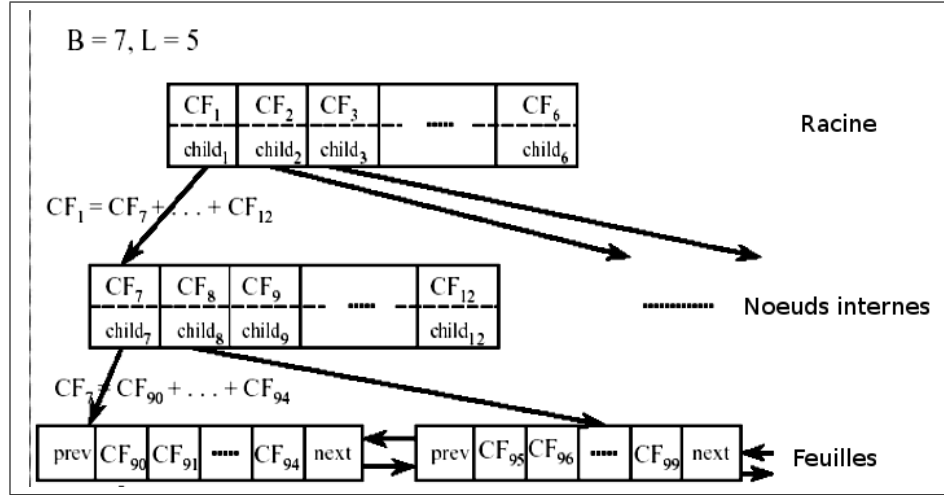 B = 7, L = 5
CF1 CF2 CF3 ..... CF6
Racine
child1 child2 child3 child6
CF1 = CF7 + . . . + CF12
CF7 CF8 CF9 ..... CF12
............. Noeuds internes
child7 child8 child9 child12
CF7 = CF90 + . . . + CF94
prev CF90 CF91 ..... CF94 next
prev CF95 CF96 ..... CF99 next
Feuilles